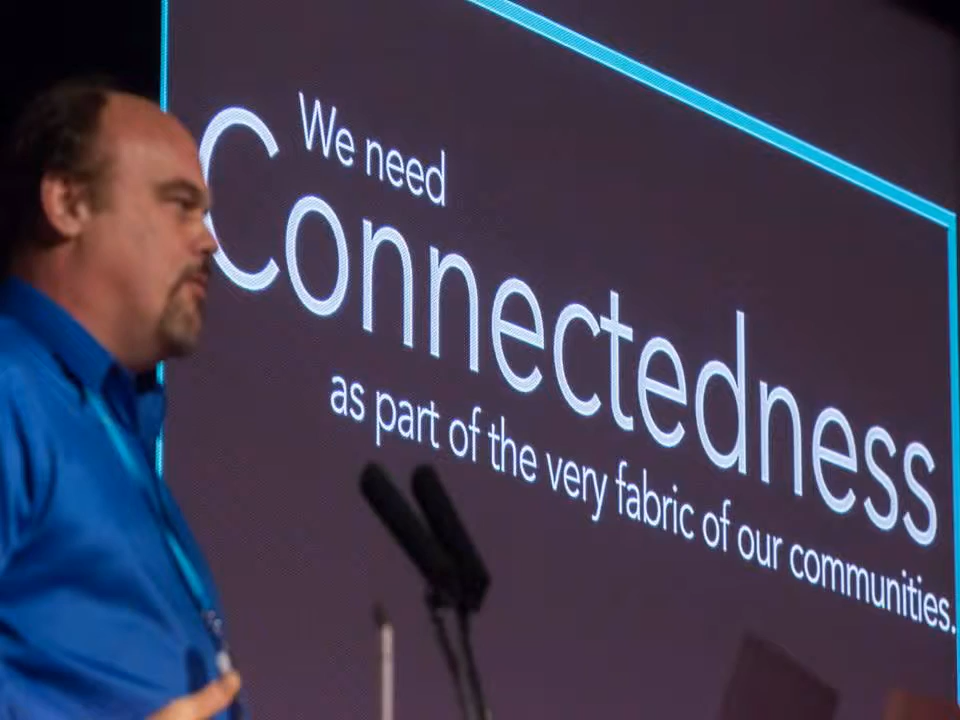 We need
Connectedness
as part of the very fabric of our communities.